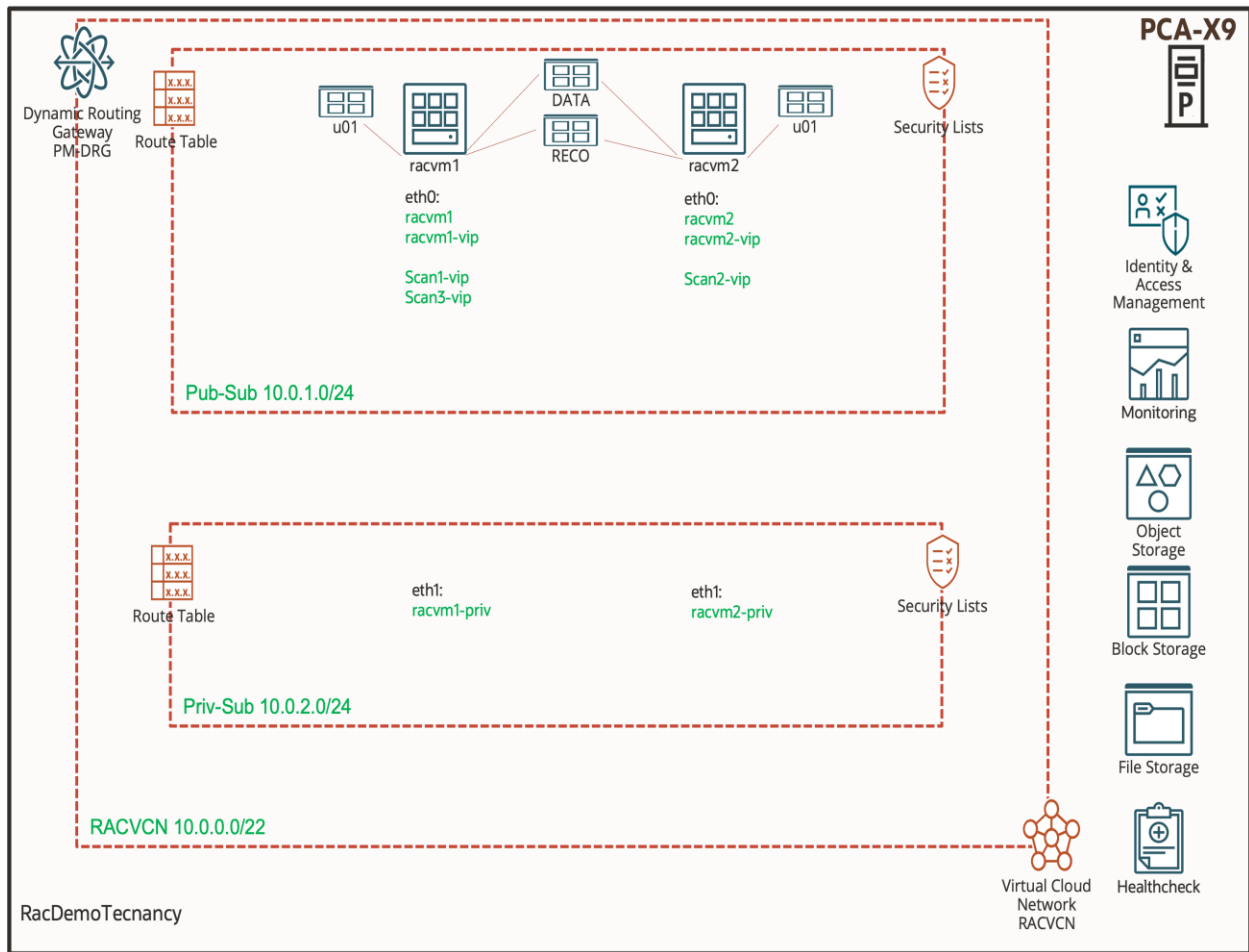 PCA-X9
Dynamic Routing
Gateway
PM-DRG
x.x.x.
x.x.x.
x.x.x.
Route Table
u01
racvm1
DATA
RECO
racvm2
u01
Security Lists
P
eth0:
racvm1
racvm1-vip
Scan1-vip
Scan3-vip
eth0:
racvm2
racvm2-vip
Scan2-vip
Pub-Sub 10.0.1.0/24
x.x.x.
x.x.x.
x.x.x.
Route Table
eth1:
racvm1-priv
eth1:
racvm2-priv
Security Lists
Priv-Sub 10.0.2.0/24
RACVCN 10.0.0.0/22
Virtual Cloud
Network
RACVCN
RacDemoTecnancy
Identity &
Access
Management
Monitoring
Object
Storage
Block Storage
File Storage
Healthcheck